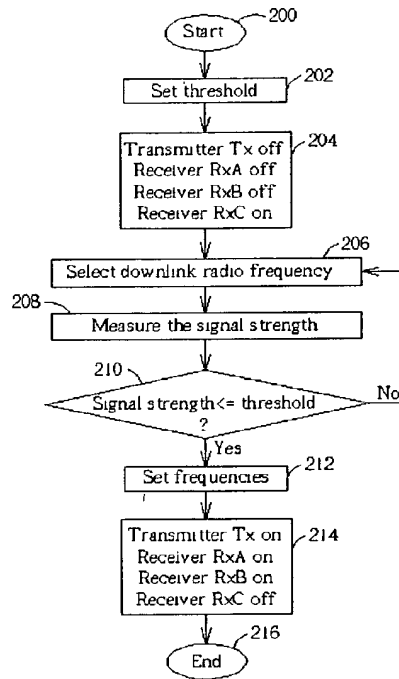 Start
200
202
Set threshold
204
Transmitter Tx off
Receiver RxA off
Receiver RxB off
Receiver RxC on
206
Select downlink radio frequency
208
Measure the signal strength
210
Signal strength<= threshold
?
No
Yes
212
Set frequencies
Transmitter Tx on
Receiver RxA on
Receiver RxB on
Receiver RxC off
214
End
216